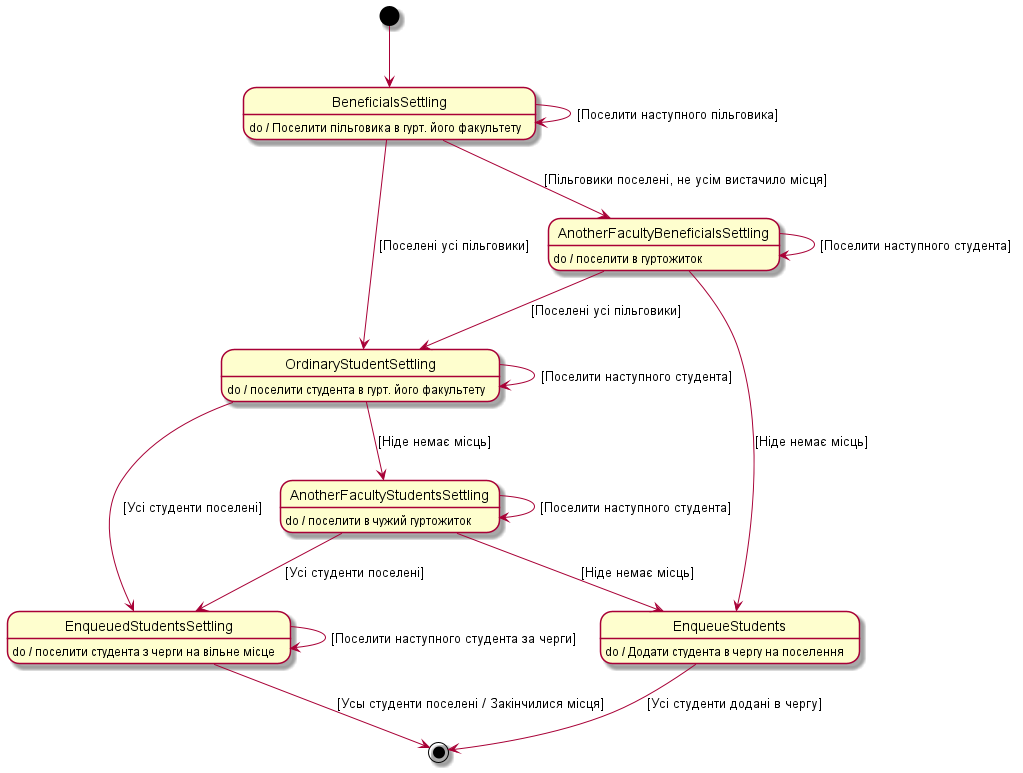 BeneficialsSettling
do / Поселити пільговика в гурт. його факультету
[Поселити наступного пільговика]
[Пільговики поселені, не усім вистачило місця]
[Поселені усі пільговики]
AnotherFacultyBeneficialsSettling
do / поселити в гуртожиток
[Поселити наступного студента]
[Поселені усі пільговики]
OrdinaryStudentSettling
do / поселити студента в гурт. його факультету
[Поселити наступного студента]
[Ніде немає місць]
[Ніде немає місць]
AnotherFacultyStudentsSettling
do / поселити в чужий гуртожиток
[Поселити наступного студента]
[Усі студенти поселені]
[Усі студенти поселені]
[Ніде немає місць]
EnqueuedStudentsSettling
do / поселити студента з черги на вільне місце
[Поселити наступного студента за черги]
EnqueueStudents
do / Додати студента в чергу на поселення
[Усы студенти поселені / Закінчилися місця]
[Усі студенти додані в чергу]